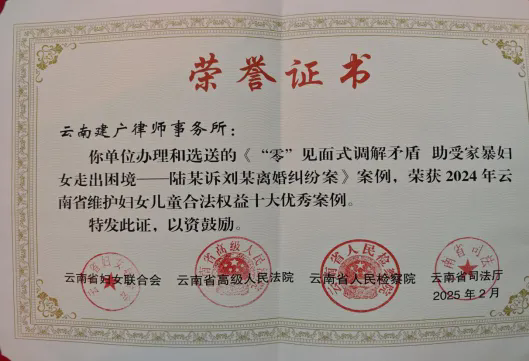 荣誉证书
云南建广律师事务所：
你单位办理和选送的《“零”见面式调解矛盾 助受家暴妇
女走出困境——陆某诉刘某离婚纠纷案》案例，荣获2024年云
南省维护妇女儿童合法权益十大优秀案例。
特发此证，以资鼓励。
云南省妇女联合会 云南省高级人民法院 云南省人民检察院 云南省司法厅
2025年2月